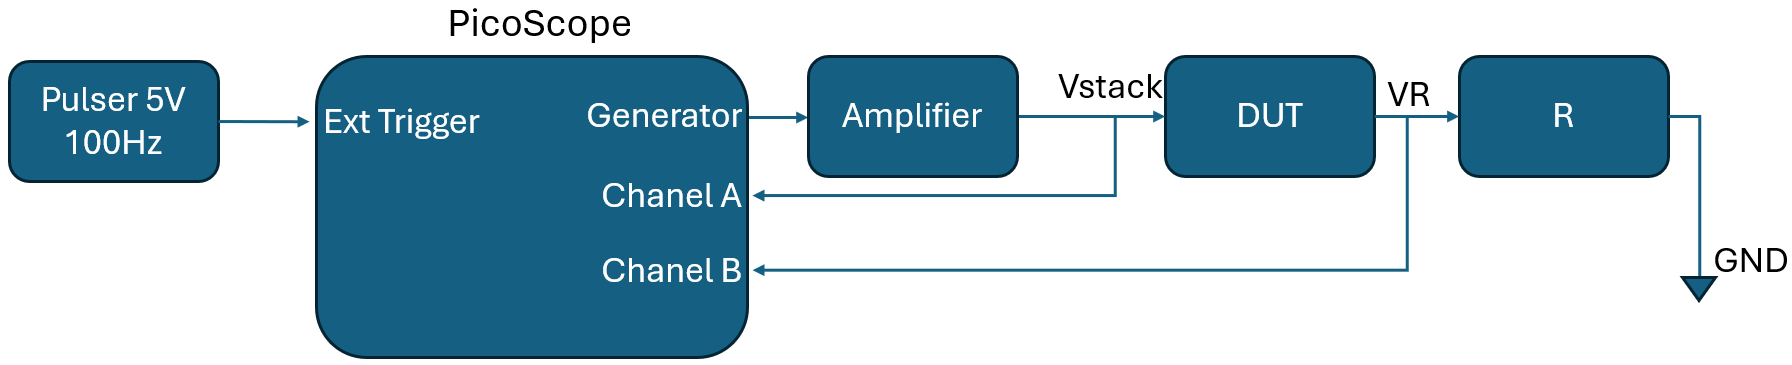 PicoScope
Pulser 5V
100Hz
Ext Trigger
Generator
Amplifier
Vstack
DUT
VR
R
Chanel A
Chanel B
GND